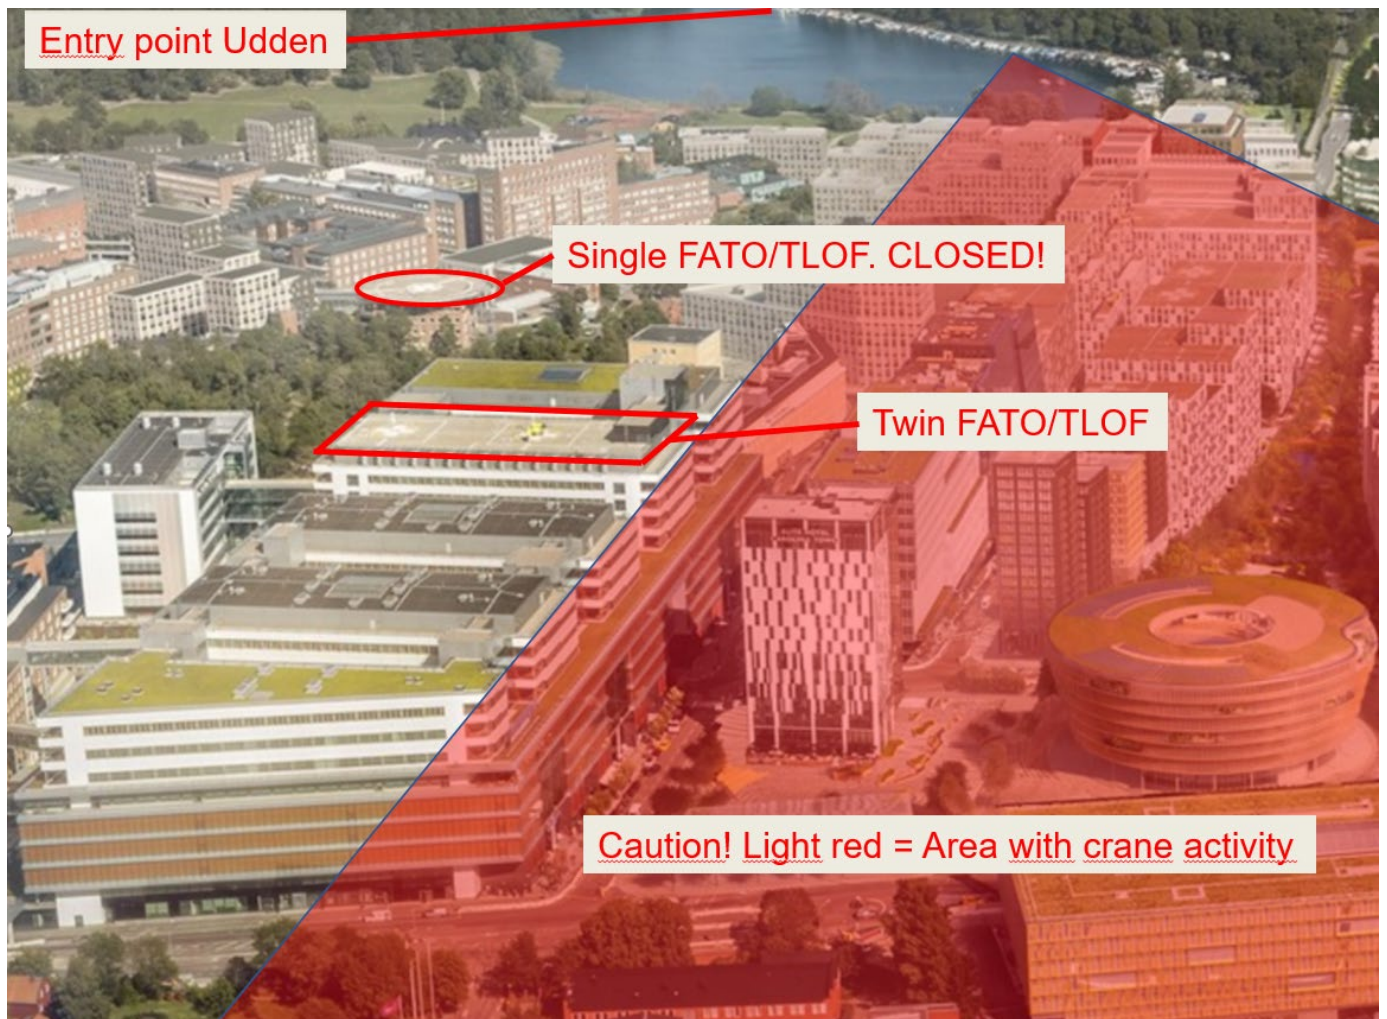 Entry point Udden
Single FATO/TLOF. CLOSED!
Twin FATO/TLOF
Caution! Light red = Area with crane activity